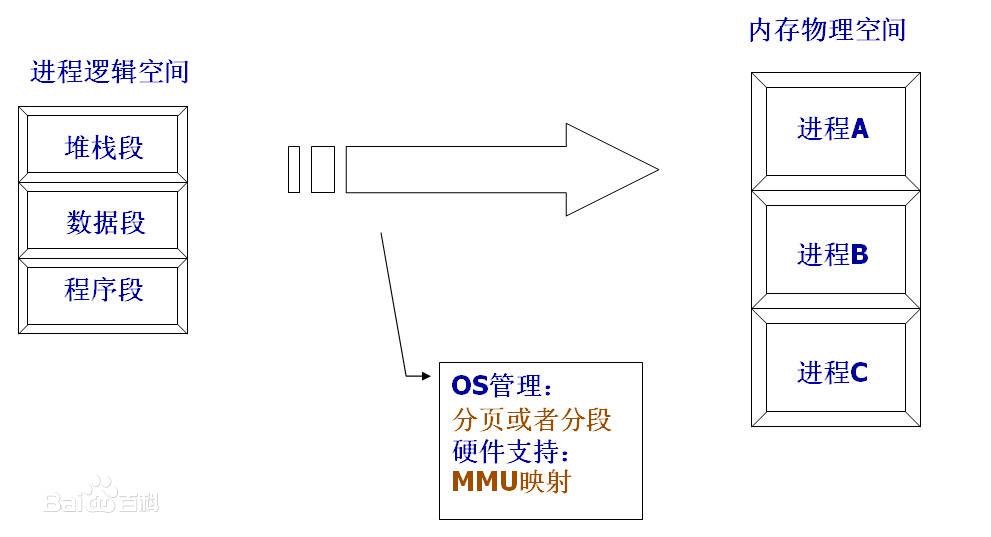 内存物理空间
进程逻辑空间
堆栈段
数据段
程序段
进程A
进程B
进程C
OS管理：
分页或者分段
硬件支持：
MMU映射
Bai百科